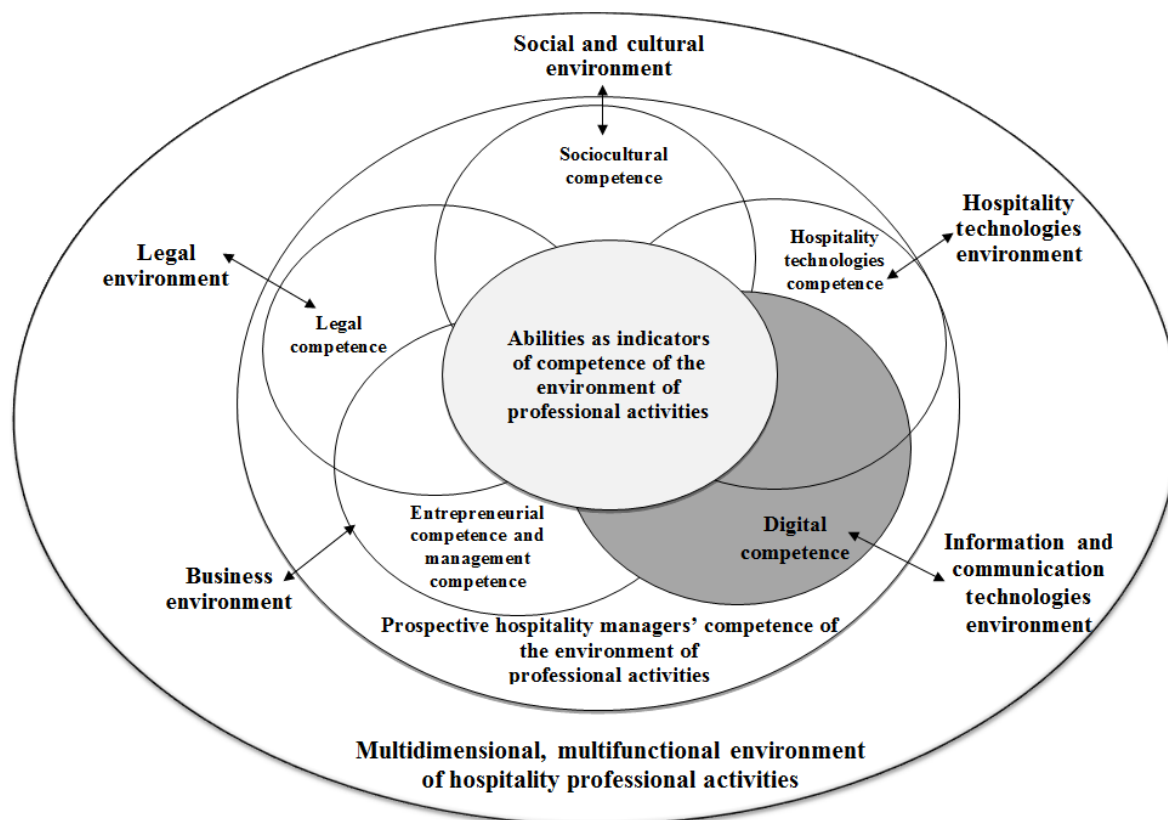 Social and cultural
environment
Sociocultural
competence
Hospitality
technologies
environment
Hospitality
technologies
competence
Legal
environment
Legal
competence
Abilities as indicators
of competence of the
environment of
professional activities
Entrepreneurial
competence and
management
competence
Digital
competence
Business
environment
Information and
communication
technologies
environment
Prospective hospitality managers’ competence of
the environment of
professional activities
Multidimensional, multifunctional environment
of hospitality professional activities